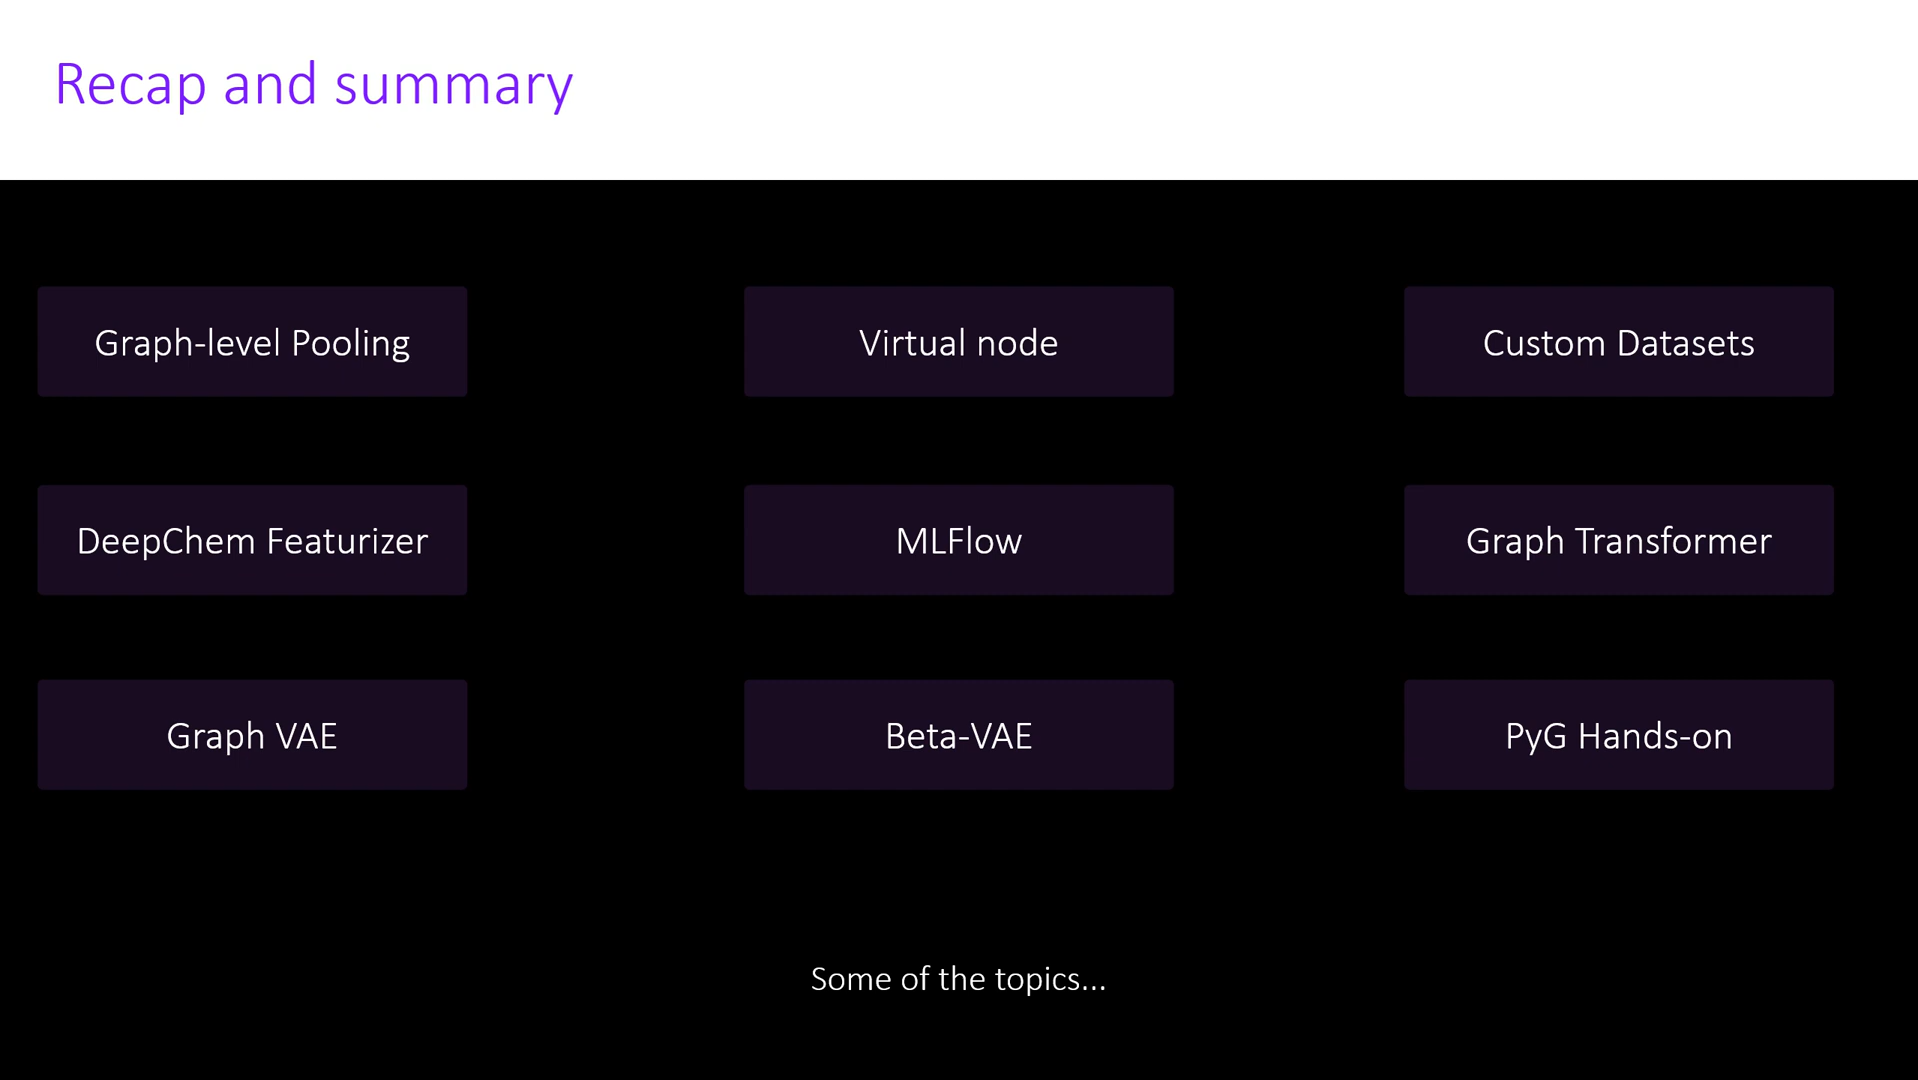 Recap and summary
Graph-level Pooling
Virtual node
Custom Datasets
DeepChem Featurizer
MLFlow
Graph Transformer
Graph VAE
Beta-VAE
PyG Hands-on
Some of the topics...